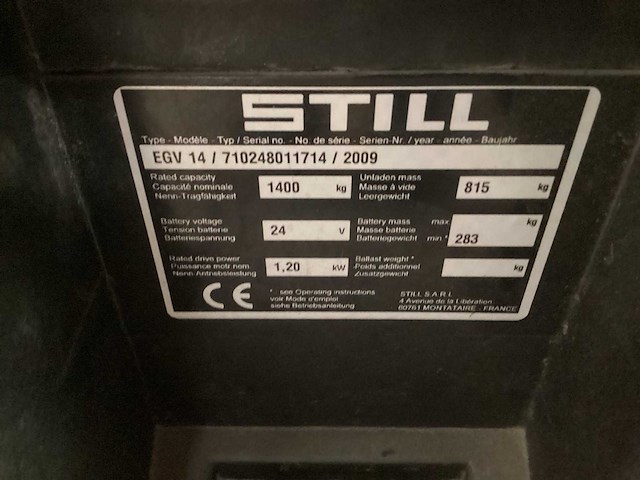 STILL
Type - Modèle - Typ / Serial no. - No. de série - Serien-Nr. / year - année - Baujahr
EGV 14 / 710248011714 / 2009
Rated capacity
Capacité nominale
Nenn-Tragfähigkeit
1400 kg
Unladen mass
Masse à vide
Leergewicht
815 kg
Battery voltage
Tension batterie
Batteriespannung
24 V
Battery mass max
Masse batterie
Batteriegewicht min *
kg
283
Rated drive power
Puissance motr nom.
Nenn-Antriebsleistung
1,20 kW
Ballast weight *
Poids additionnel
Zusatzgewicht
kg
CE
* see Operating instructions
voir Mode d'emploi
siehe Betriebsanleitung
STILL S.A.R.L
4 Avenue de la Libération
60761 MONTATAIRE - FRANCE